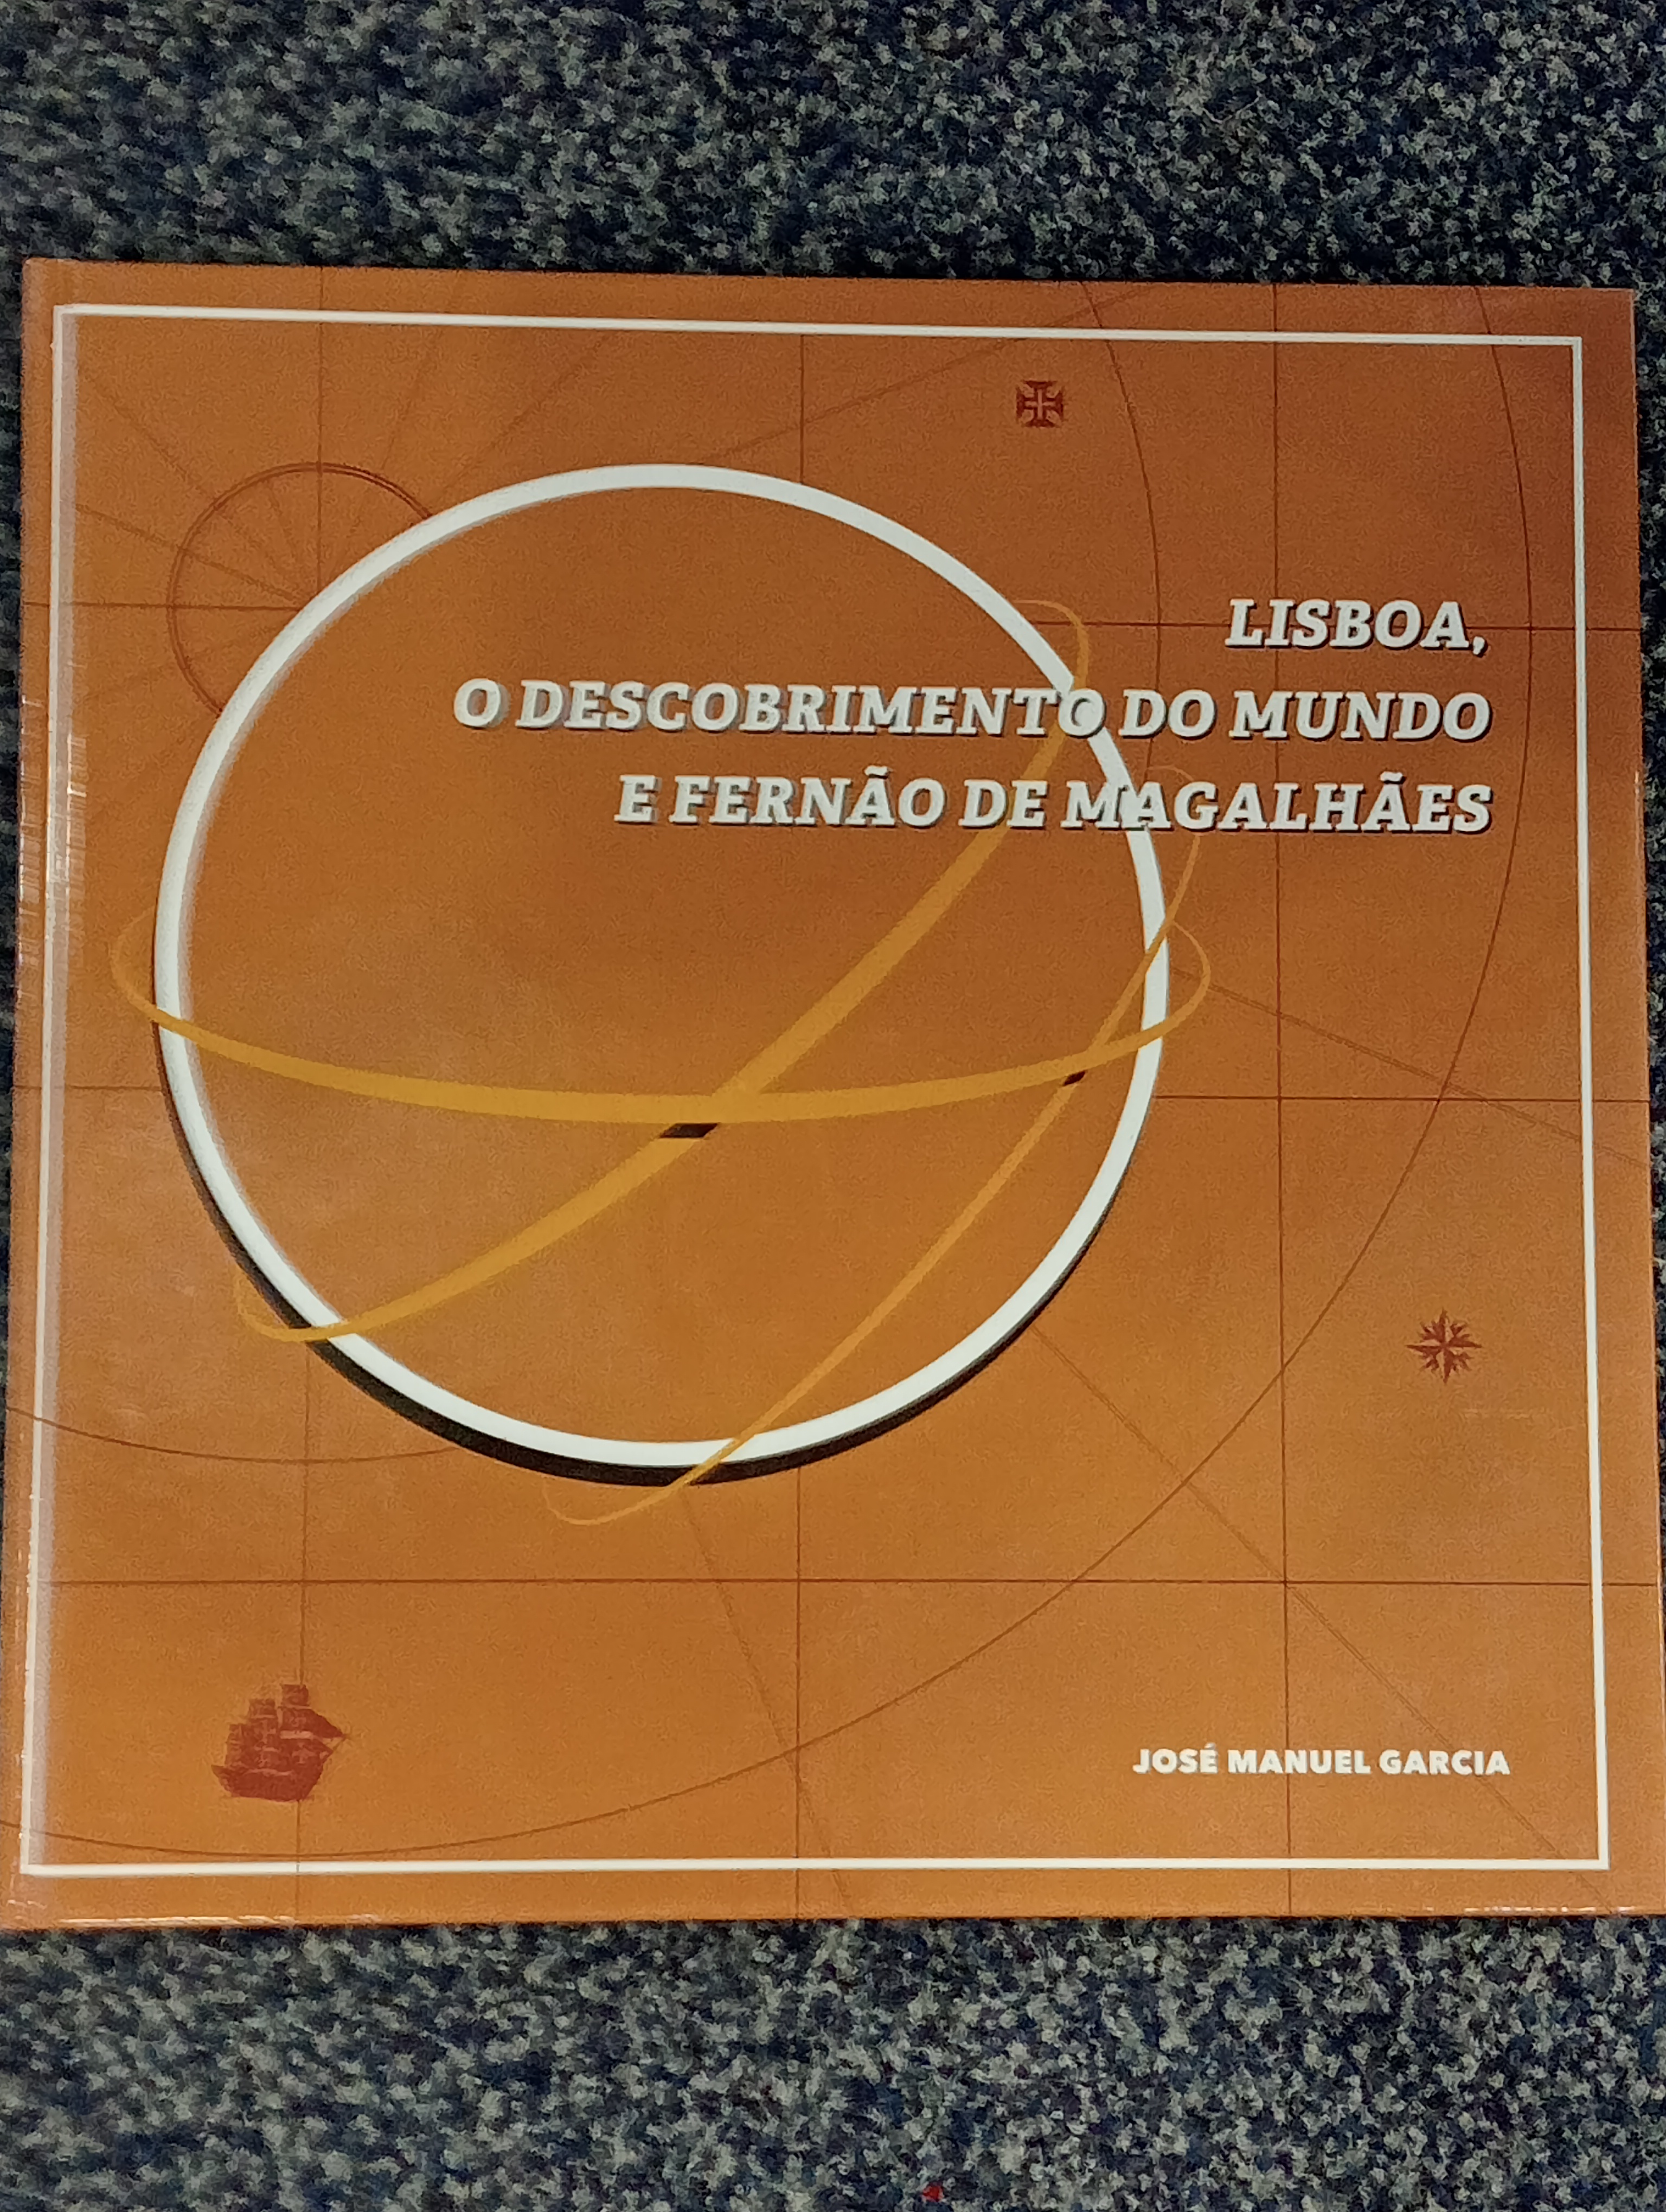 LISBOA,
O DESCOBRIMENTO DO MUNDO
E FERNÃO DE MAGALHÃES
JOSÉ MANUEL GARCIA